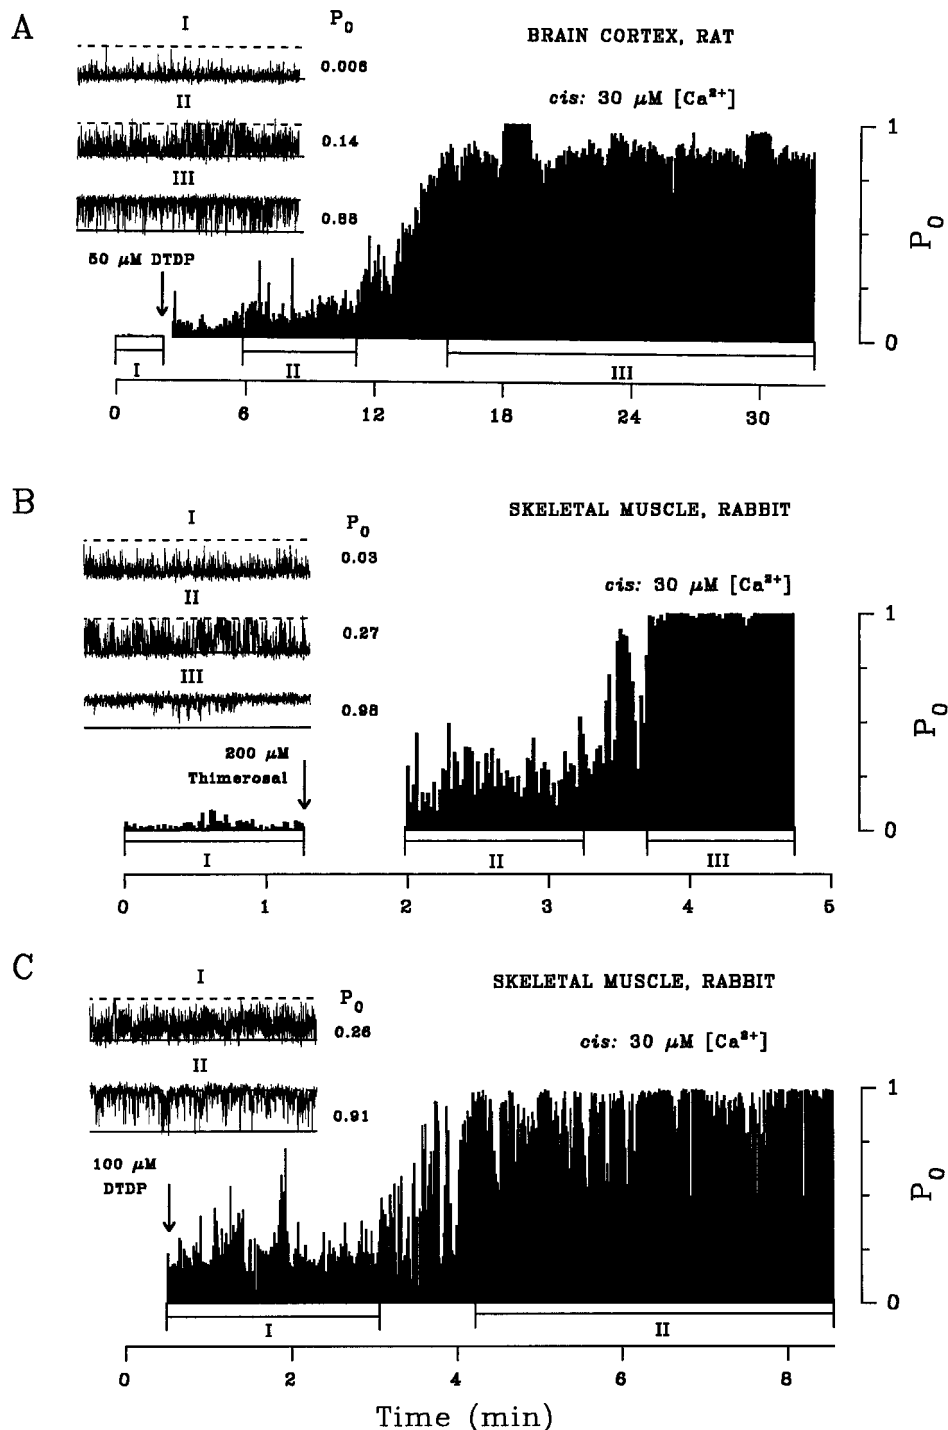 A
I
P₀
BRAIN CORTEX, RAT
0.006
cis: 30 μM [Ca²⁺]
II
0.14
III
0.88
50 μM DTDP
1
P₀
0
I
II
III
0 6 12 18 24 30
B
I
P₀
SKELETAL MUSCLE, RABBIT
0.03
cis: 30 μM [Ca²⁺]
II
0.27
III
0.98
200 μM
Thimerosal
1
P₀
0
I
II
III
0 1 2 3 4 5
C
I
P₀
SKELETAL MUSCLE, RABBIT
0.26
cis: 30 μM [Ca²⁺]
II
0.91
100 μM
DTDP
1
P₀
0
I
II
0 2 4 6 8
Time (min)